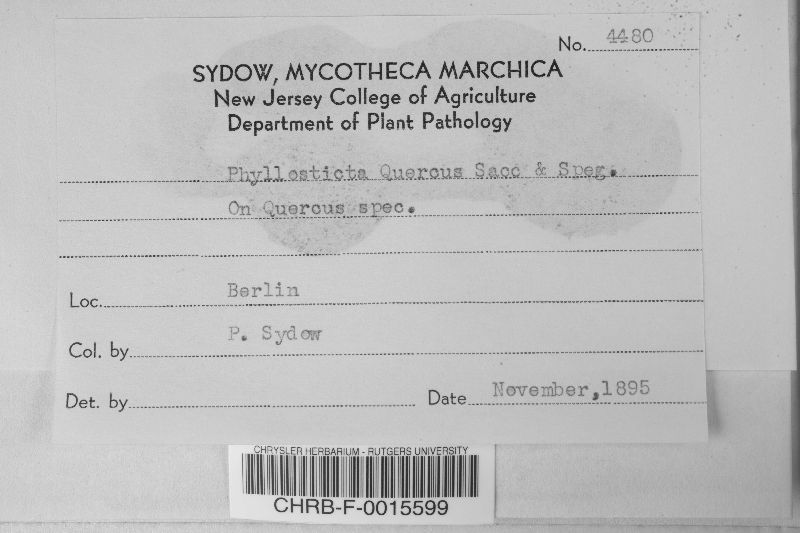 No. 4480
SYDOW, MYCOTHECA MARCHICA
New Jersey College of Agriculture
Department of Plant Pathology
Phyllosticta Quercus Sacc & Speg.
On Quercus spec.
Loc. Berlin
Col. by P. Sydow
Det. by Date November,1895
CHRYSLER HERBARIUM - RUTGERS UNIVERSITY
CHRB-F-0015599